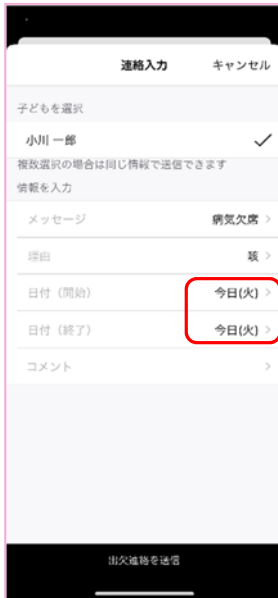 連絡入力 キャンセル
子どもを選択
小川 一郎
複数選択の場合は同じ情報で送信できます
情報を入力
メッセージ 病気欠席
理由 咳
日付（開始） 今日(火)
日付（終了） 今日(火)
コメント
出欠連絡を送信